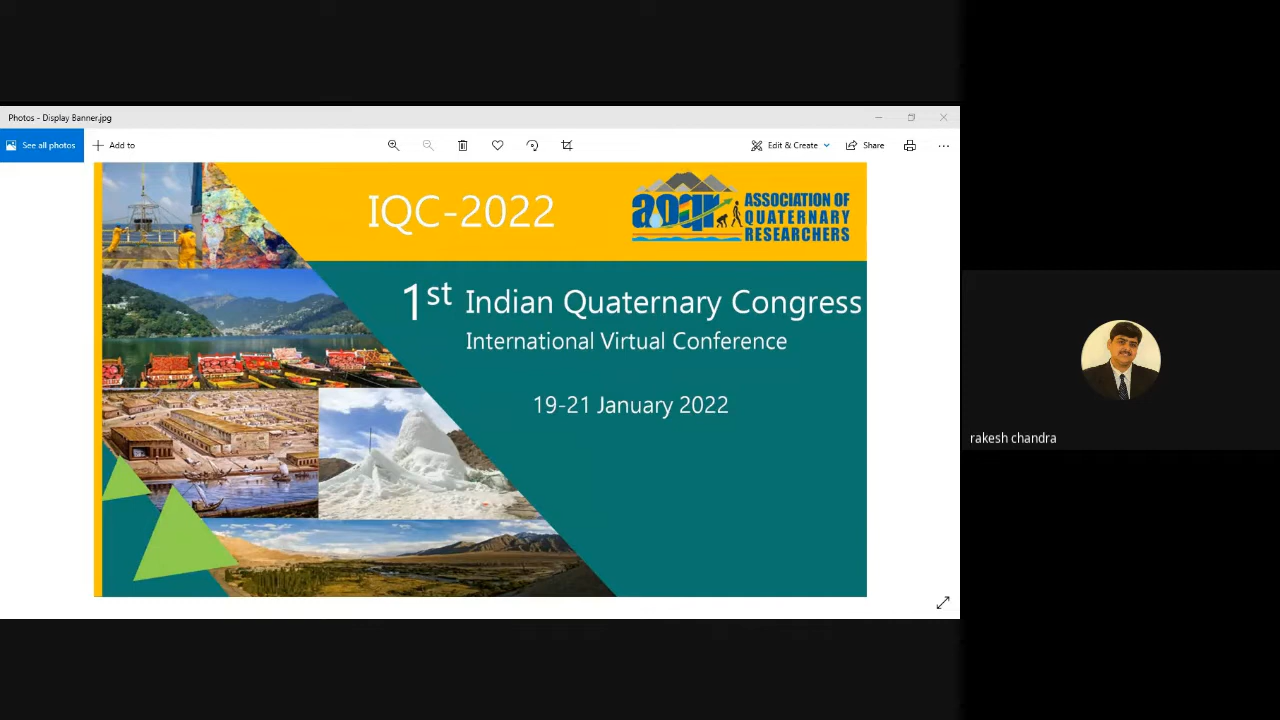 Photos - Display Banner.jpg
See all photos
Add to
Edit & Create
Share
IQC-2022
aoqr
ASSOCIATION OF
QUATERNARY
RESEARCHERS
1st Indian Quaternary Congress
International Virtual Conference
19-21 January 2022
rakesh chandra